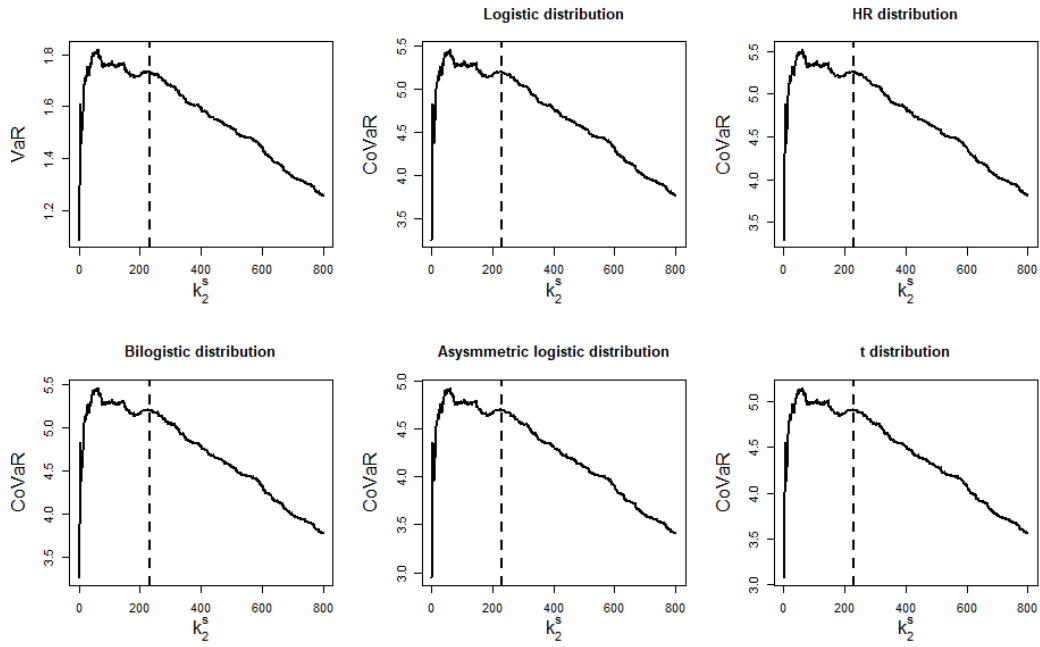 Logistic distribution
HR distribution
VaR
1.2 1.4 1.6 1.8
0 200 400 600 800
k₂ˢ
CoVaR
3.5 4.0 4.5 5.0 5.5
0 200 400 600 800
k₂ˢ
CoVaR
3.5 4.0 4.5 5.0 5.5
0 200 400 600 800
k₂ˢ
Bilogistic distribution
Asysmmetric logistic distribution
t distribution
CoVaR
3.5 4.0 4.5 5.0 5.5
0 200 400 600 800
k₂ˢ
CoVaR
3.0 3.5 4.0 4.5 5.0
0 200 400 600 800
k₂ˢ
CoVaR
3.0 3.5 4.0 4.5 5.0
0 200 400 600 800
k₂ˢ